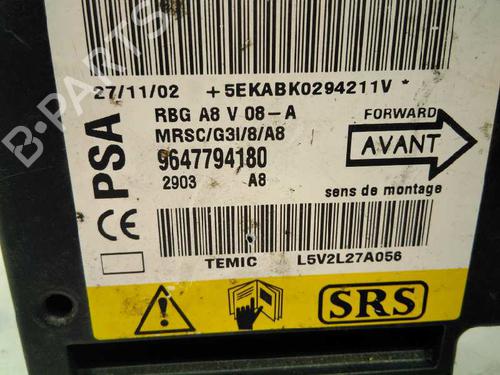 27/11/02 +5EKABK0294211V *
PSA
RBG A8 V 08-A
MRSC/G3I/8/A8
9647794180
2903 A8
FORWARD
AVANT
sens de montage
CE
TEMIC L5V2L27A056
SRS
B-PARTS